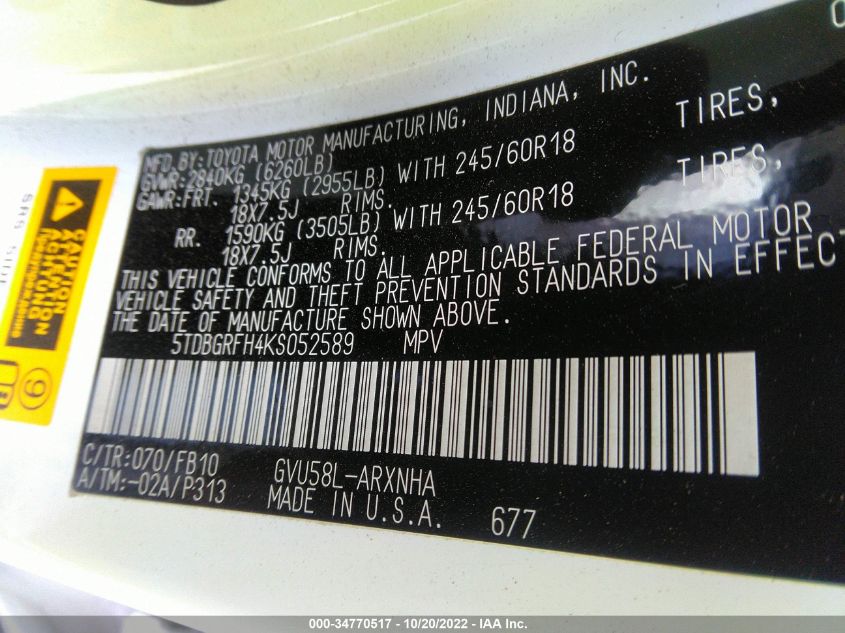 MFD.BY:TOYOTA MOTOR MANUFACTURING, INDIANA, INC.
GVWR:2840KG (6260LB)
GAWR:FRT. 1345KG (2955LB) WITH 245/60R18 TIRES,
18X7.5J RIMS.
RR. 1590KG (3505LB) WITH 245/60R18 TIRES,
18X7.5J RIMS.
THIS VEHICLE CONFORMS TO ALL APPLICABLE FEDERAL MOTOR
VEHICLE SAFETY AND THEFT PREVENTION STANDARDS IN EFFECT
THE DATE OF MANUFACTURE SHOWN ABOVE.
5TDBGRFH4KS052589 MPV
C/TR:070/FB10 GVU58L-ARXNHA
A/TM:-02A/P313 MADE IN U.S.A. 677
CAUTION
ATTENTION
ACHTUNG
9
000-34770517 - 10/20/2022 - IAA Inc.